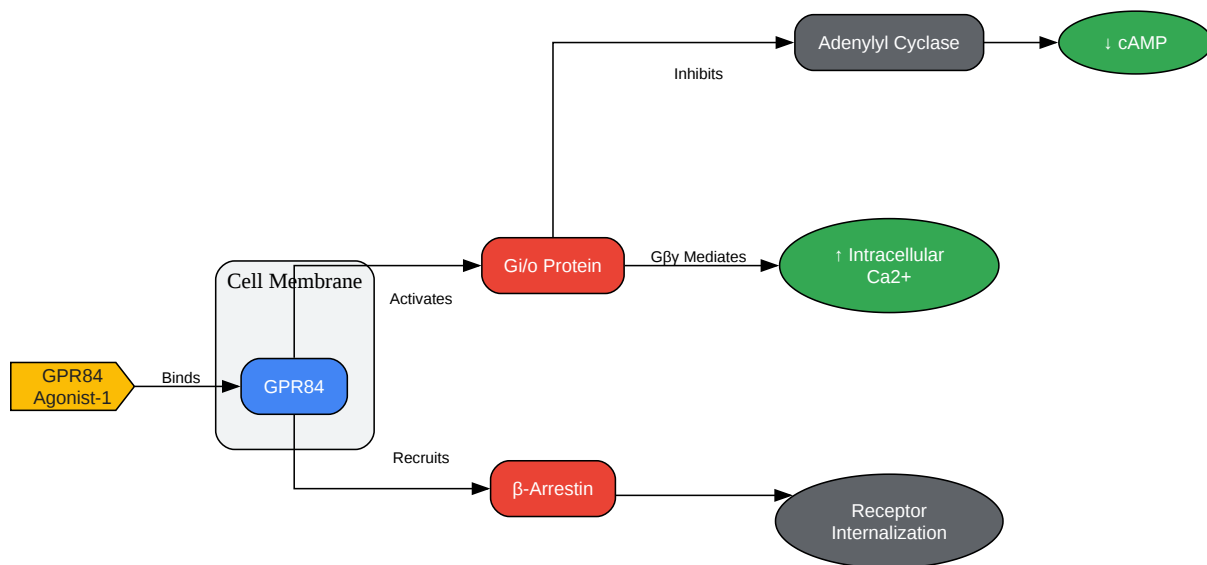 Adenylyl Cyclase
↓ cAMP
Inhibits
Gi/o Protein
Gβγ Mediates
↑ Intracellular
Ca2+
Cell Membrane
Activates
GPR84
Agonist-1
Binds
GPR84
Recruits
β-Arrestin
Receptor
Internalization